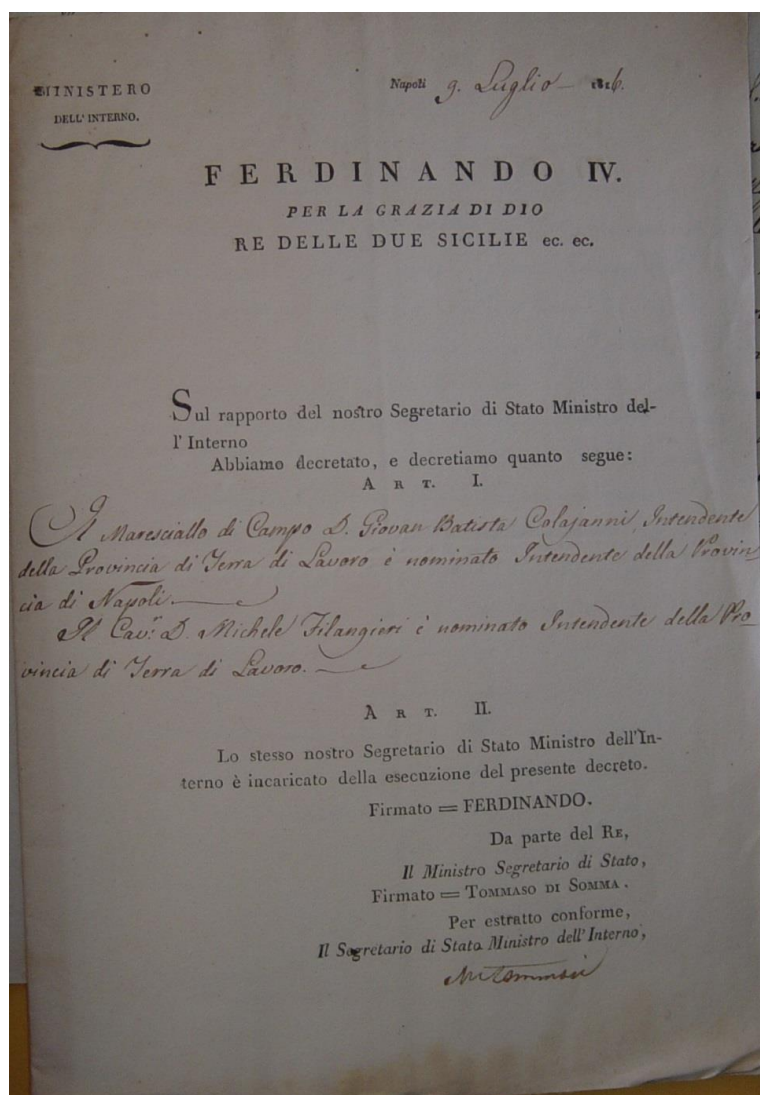 MINISTERO
DELL' INTERNO.
Napoli 9. Luglio 1816.
FERDINANDO IV.
PER LA GRAZIA DI DIO
RE DELLE DUE SICILIE ec. ec.
Sul rapporto del nostro Segretario di Stato Ministro del-
l' Interno
Abbiamo decretato, e decretiamo quanto segue:
ART. I.
Il Maresciallo di Campo D. Giovan Batista Colajanni, Intendente
della Provincia di Terra di Lavoro è nominato Intendente della Provin
cia di Napoli.
Il Cav.r D. Michele Filangieri è nominato Intendente della Pro
vincia di Terra di Lavoro.
ART. II.
Lo stesso nostro Segretario di Stato Ministro dell'In-
terno è incaricato della esecuzione del presente decreto.
Firmato = FERDINANDO.
Da parte del RE,
Il Ministro Segretario di Stato,
Firmato = TOMMASO DI SOMMA.
Per estratto conforme,
Il Segretario di Stato Ministro dell'Interno,